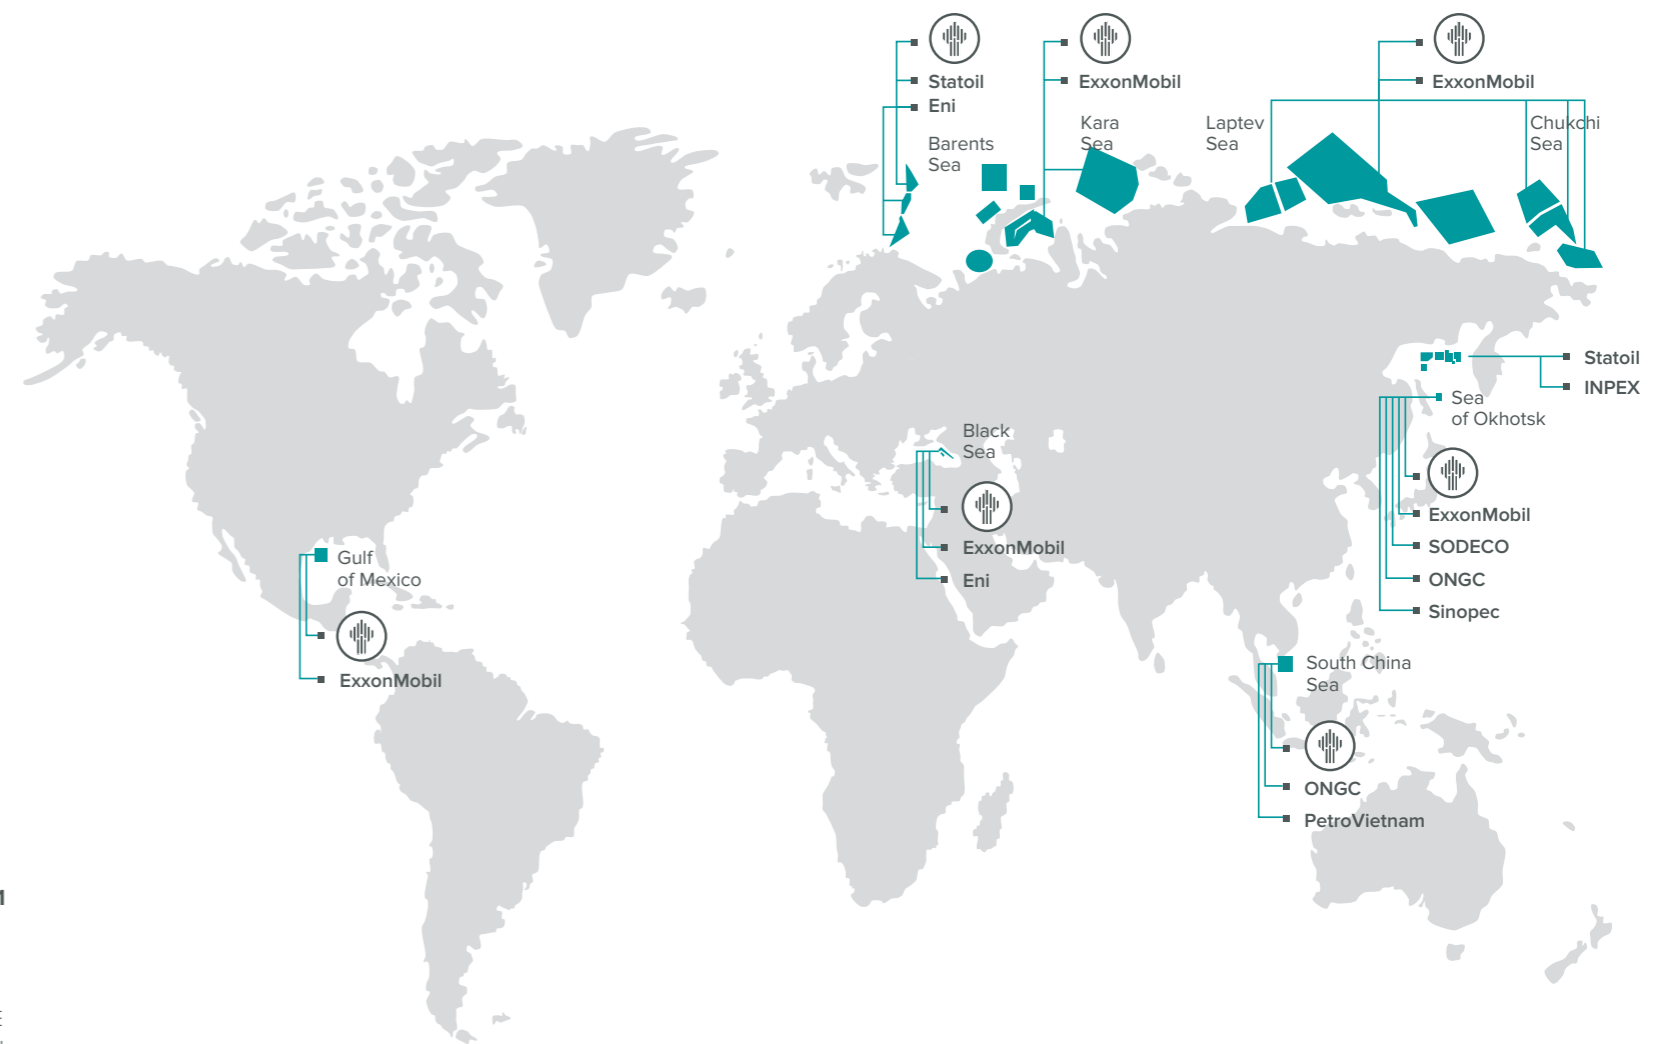 Statoil
Eni
Barents
Sea
ExxonMobil
Kara
Sea
ExxonMobil
Laptev
Sea
Chukchi
Sea
Statoil
INPEX
Sea
of Okhotsk
ExxonMobil
SODECO
ONGC
Sinopec
Black
Sea
ExxonMobil
Eni
Gulf
of Mexico
ExxonMobil
South China
Sea
ONGC
PetroVietnam